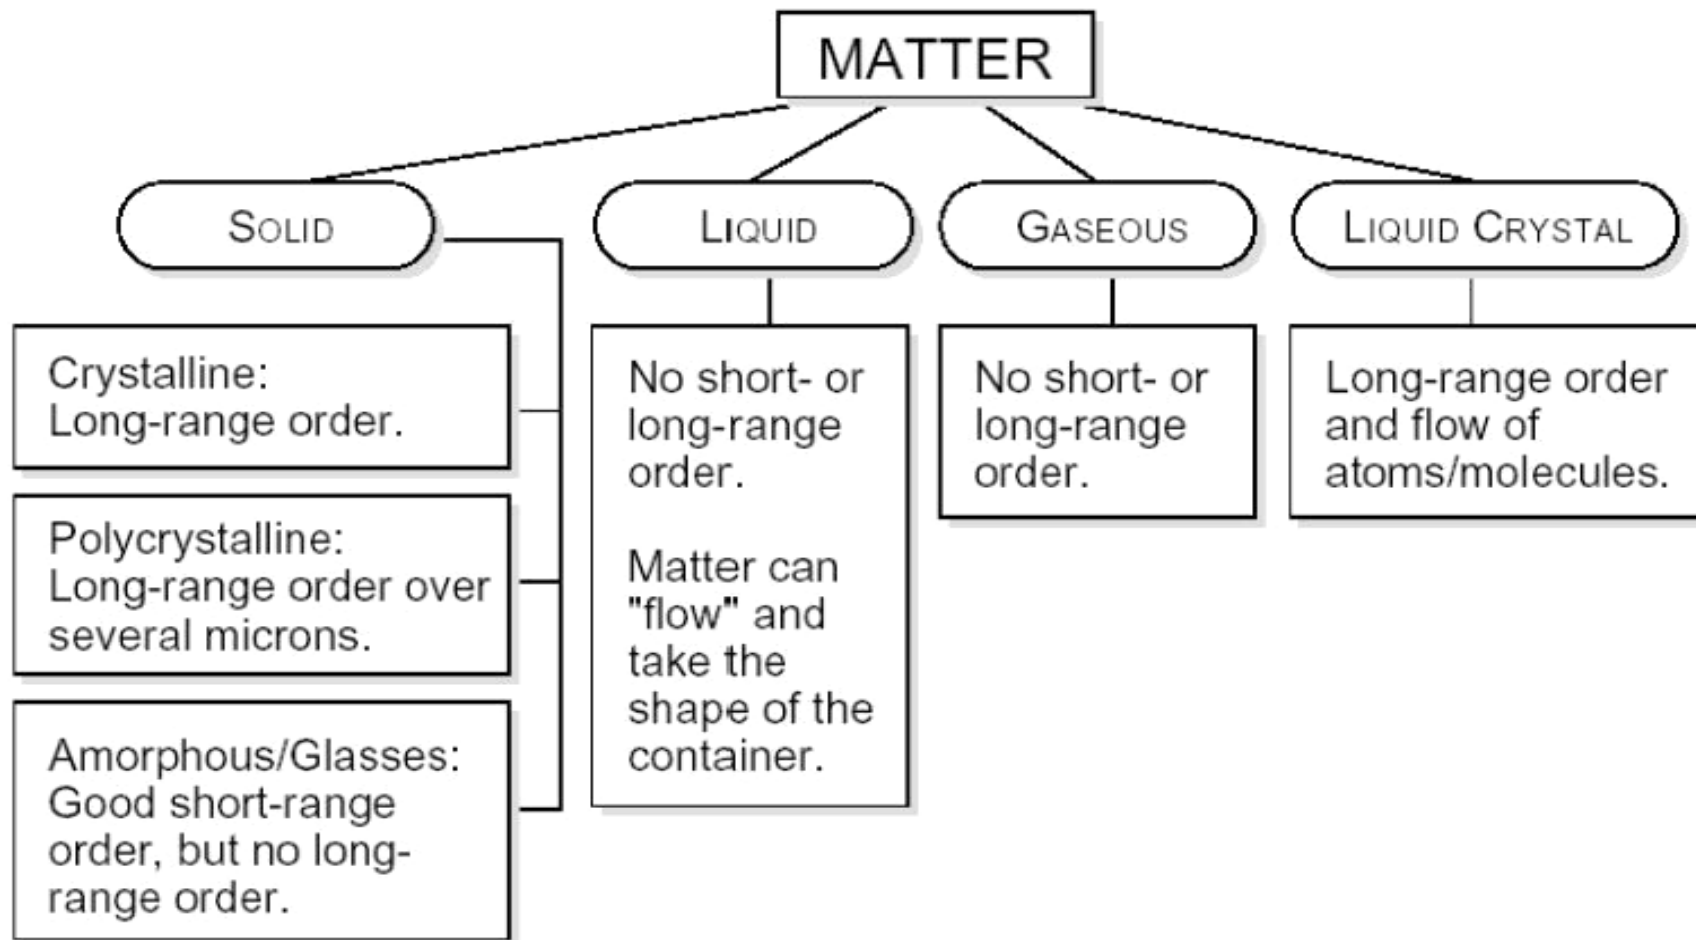 MATTER
SOLID
LIQUID
GASEOUS
LIQUID CRYSTAL
Crystalline:
Long-range order.
Polycrystalline:
Long-range order over
several microns.
Amorphous/Glasses:
Good short-range
order, but no long-
range order.
No short- or
long-range
order.
Matter can
"flow" and
take the
shape of the
container.
No short- or
long-range
order.
Long-range order
and flow of
atoms/molecules.